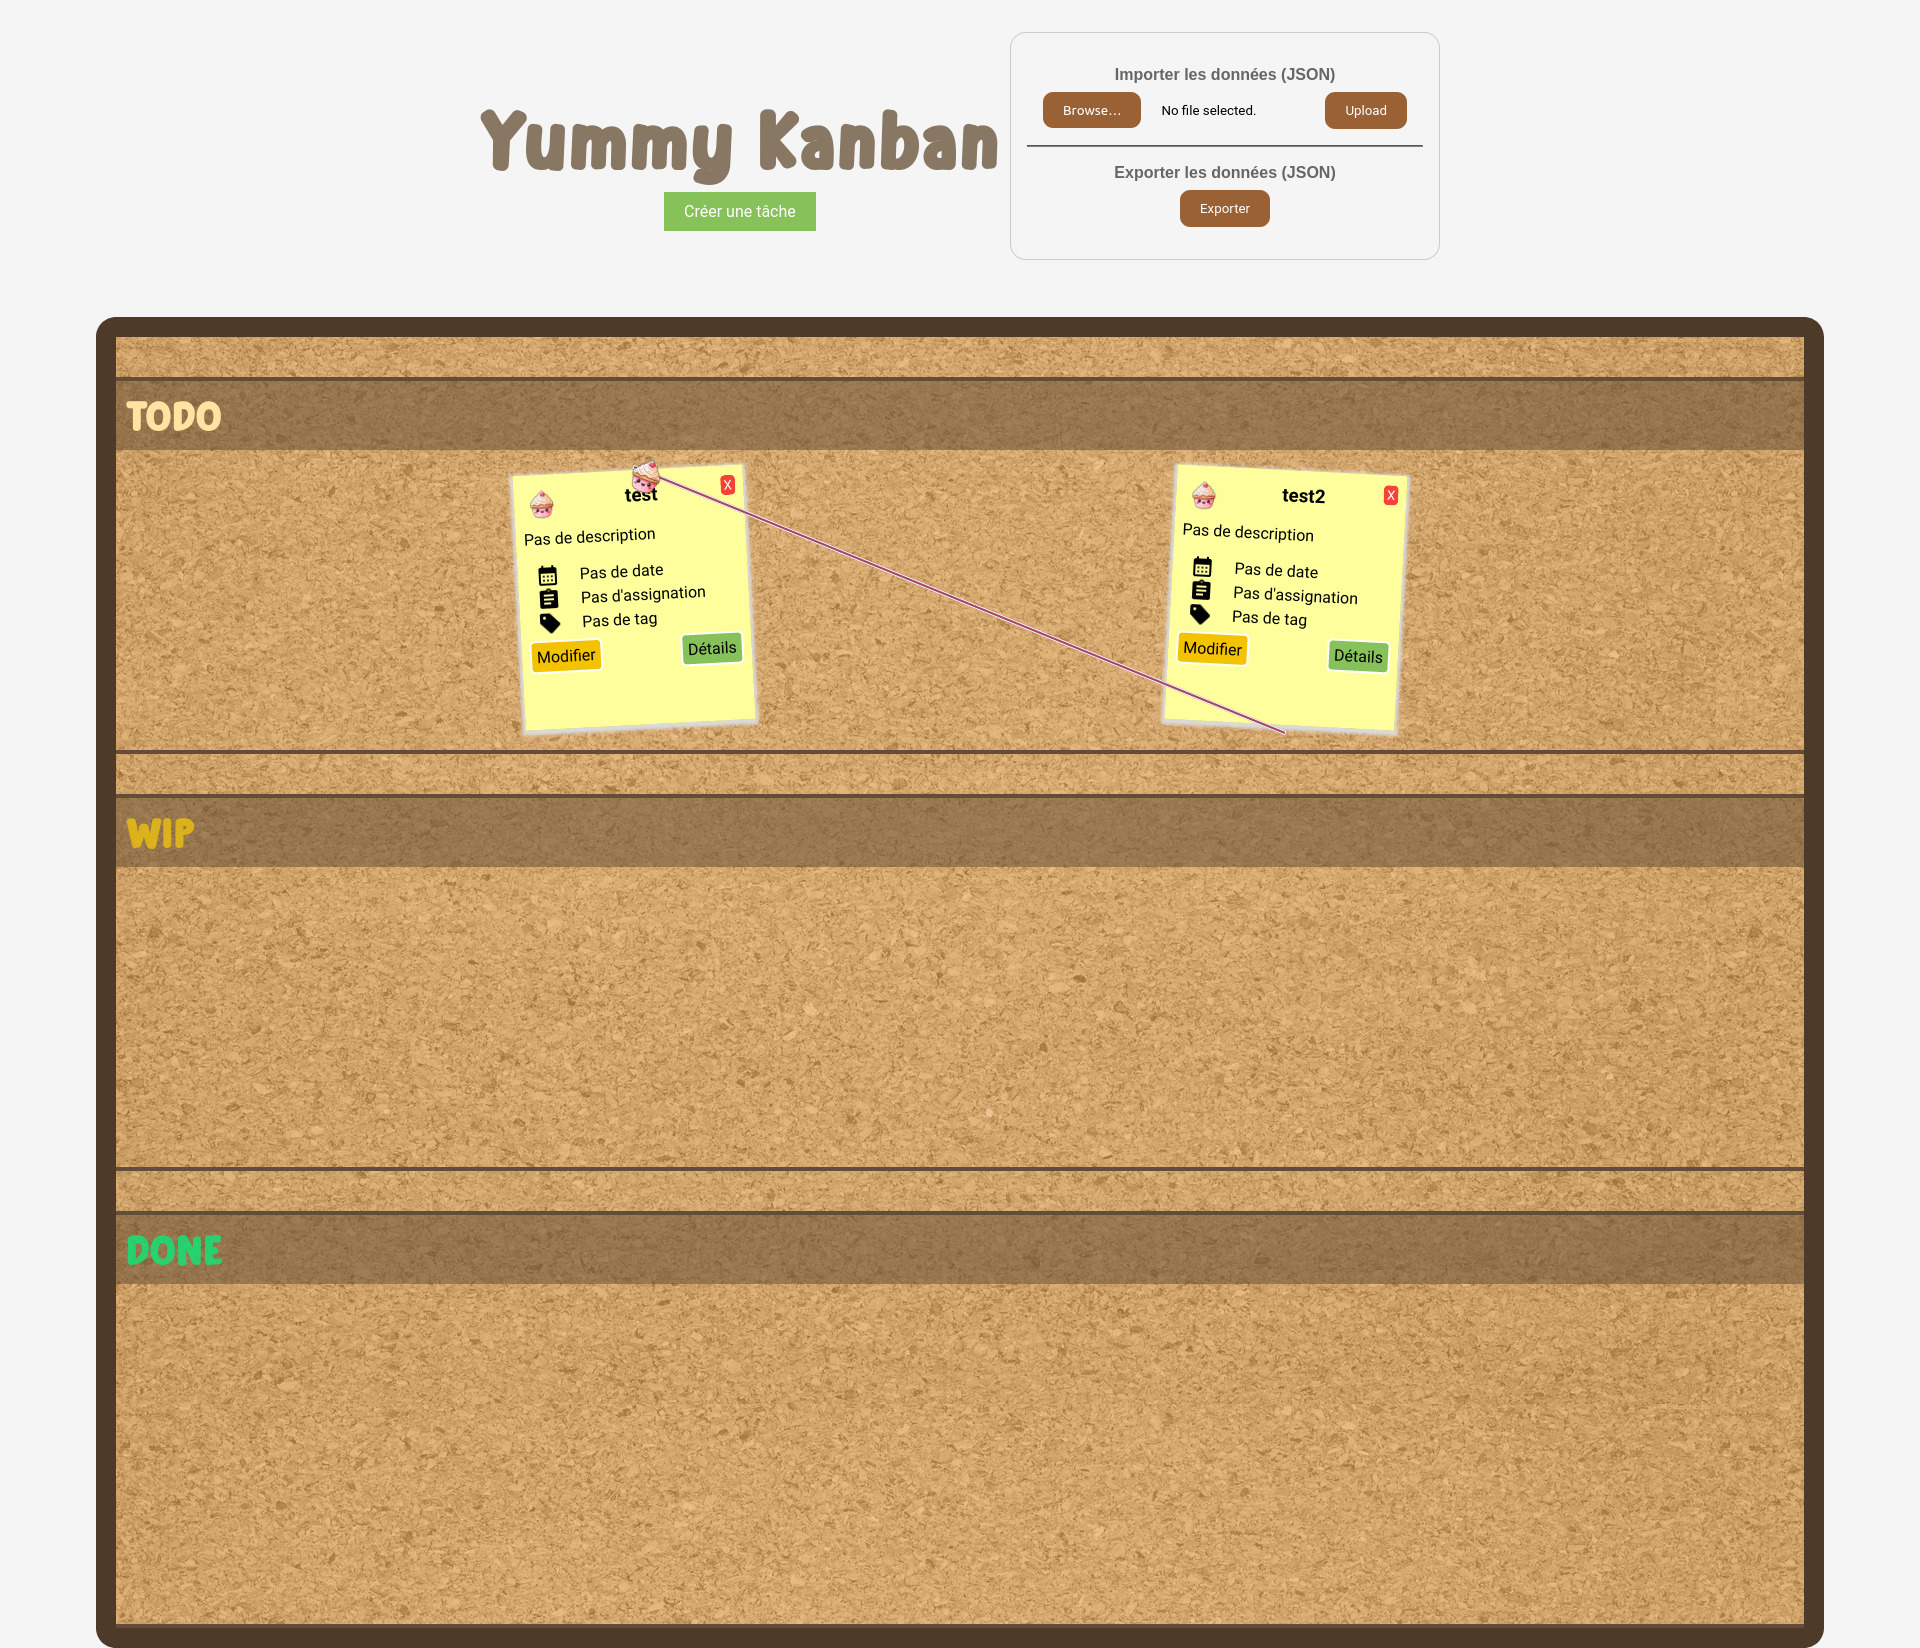 Yummy Kanban
Créer une tâche
Importer les données (JSON)
Browse... No file selected. Upload
Exporter les données (JSON)
Exporter
TODO
test X
Pas de description
Pas de date
Pas d'assignation
Pas de tag
Modifier Détails
test2 X
Pas de description
Pas de date
Pas d'assignation
Pas de tag
Modifier Détails
WIP
DONE